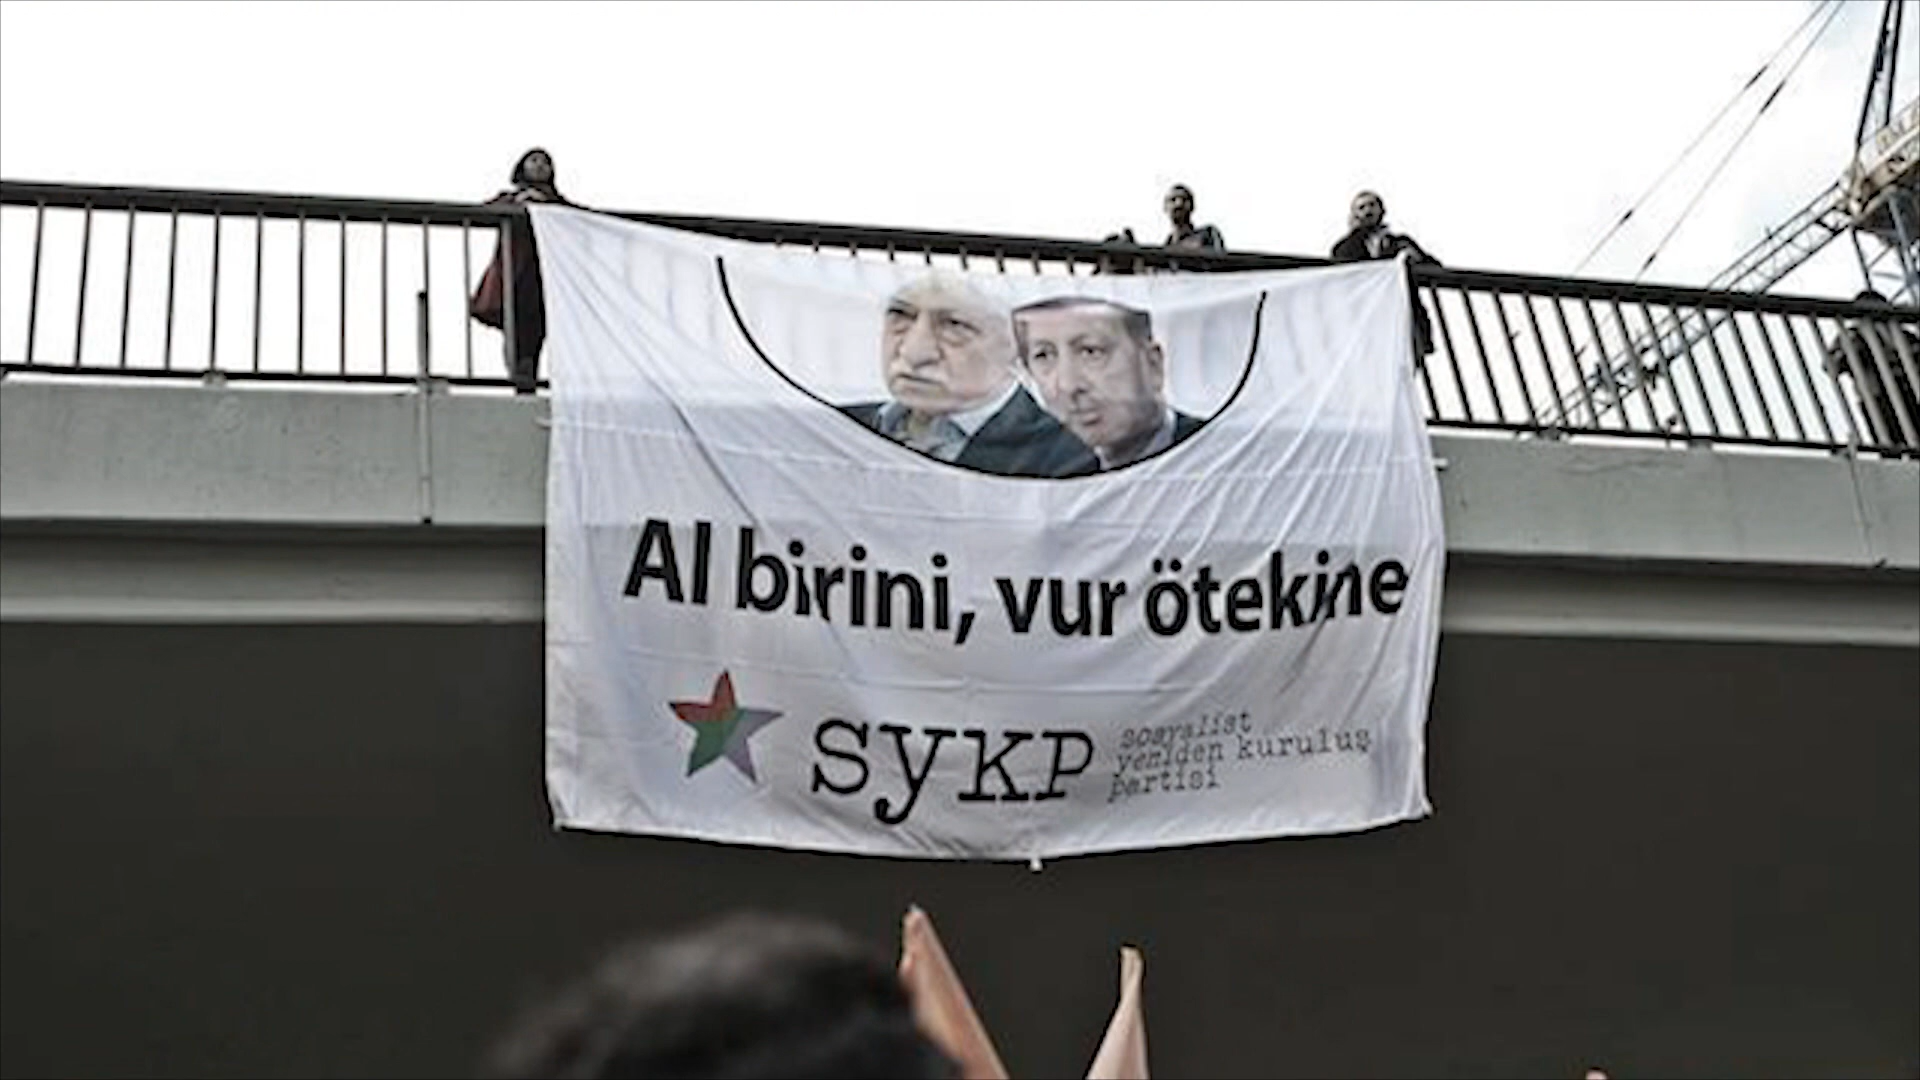 Al birini, vur ötekine
SYKP
sosyalist
yeniden kuruluş
partisi